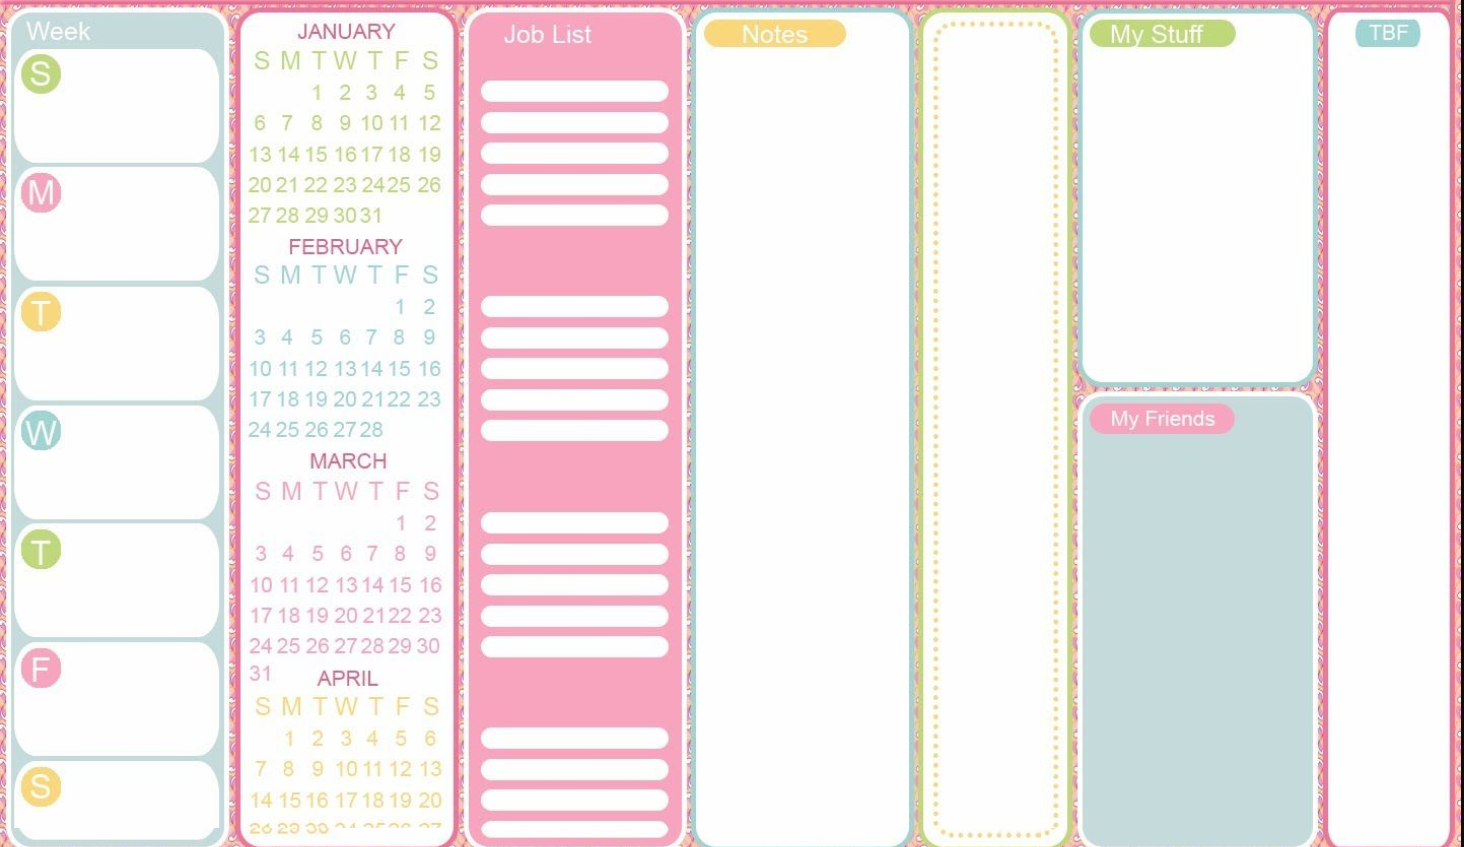 Week
S
M
T
W
T
F
S
JANUARY
S M T W T F S
1 2 3 4 5
6 7 8 9 10 11 12
13 14 15 16 17 18 19
20 21 22 23 24 25 26
27 28 29 30 31
FEBRUARY
S M T W T F S
1 2
3 4 5 6 7 8 9
10 11 12 13 14 15 16
17 18 19 20 21 22 23
24 25 26 27 28
MARCH
S M T W T F S
1 2
3 4 5 6 7 8 9
10 11 12 13 14 15 16
17 18 19 20 21 22 23
24 25 26 27 28 29 30
31
APRIL
S M T W T F S
1 2 3 4 5 6
7 8 9 10 11 12 13
14 15 16 17 18 19 20
Job List
Notes
My Stuff
My Friends
TBF